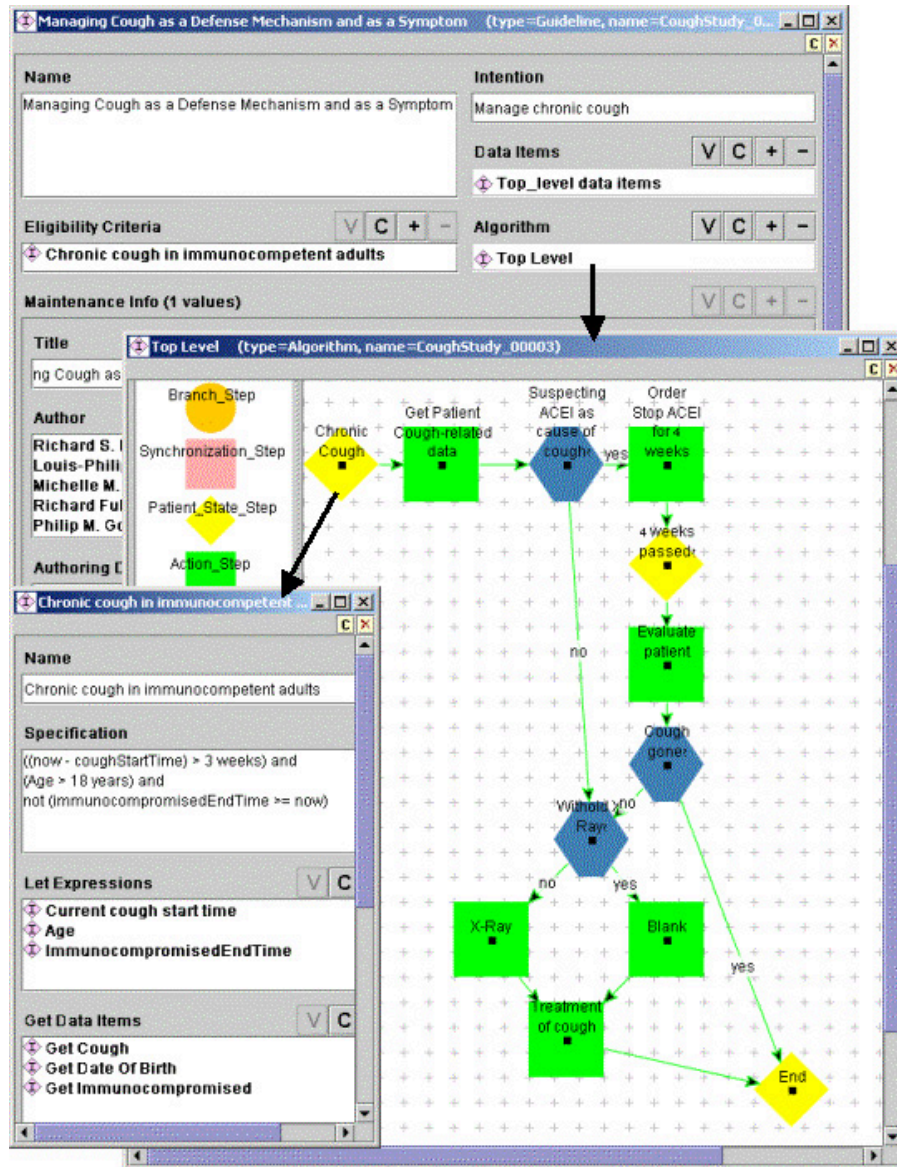 Managing Cough as a Defense Mechanism and as a Symptom (type=Guideline, name=CoughStudy_0...
C
Name
Managing Cough as a Defense Mechanism and as a Symptom
Intention
Manage chronic cough
Data Items
V C + -
Top_level data items
Eligibility Criteria
V C + -
Chronic cough in immunocompetent adults
Algorithm
V C + -
Top Level
Maintenance Info (1 values)
V C + -
Title
ng Cough as
Author
Richard S.
Louis-Phili
Michelle M.
Richard Ful
Philip M. Go
Authoring D
Top Level (type=Algorithm, name=CoughStudy_00003)
C
Branch_Step
Synchronization_Step
Patient_State_Step
Action_Step
Chronic
Cough
Get Patient
Cough-related
data
Suspecting
ACEI as
cause of
cough
yes
Order
Stop ACEI
for 4
weeks
4 weeks
passed
Evaluate
patient
no
Cough
gone
no
Withold X
Ray
no
yes
X-Ray
Blank
Treatment
of cough
yes
End
Chronic cough in immunocompetent ...
C
Name
Chronic cough in immunocompetent adults
Specification
((now - coughStartTime) > 3 weeks) and
(Age > 18 years) and
not (immunocompromisedEndTime >= now)
Let Expressions
V C
Current cough start time
Age
ImmunocompromisedEndTime
Get Data Items
V C
Get Cough
Get Date Of Birth
Get Immunocompromised